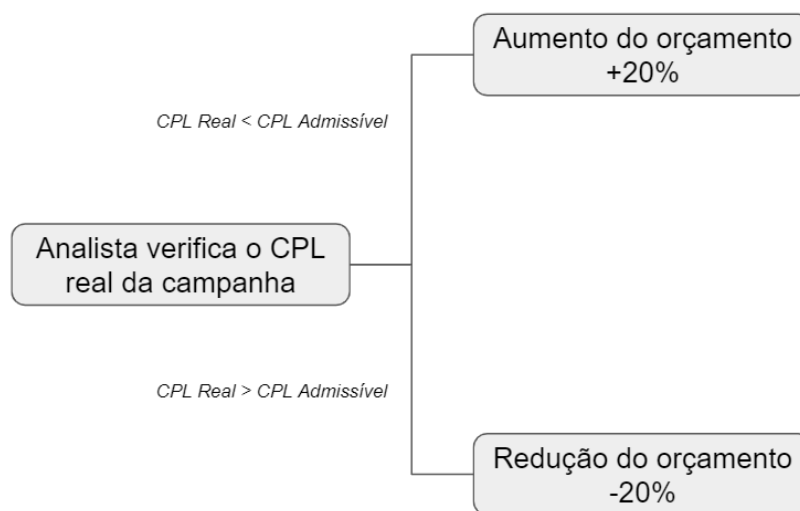 Aumento do orçamento
+20%
CPL Real < CPL Admissível
Analista verifica o CPL
real da campanha
CPL Real > CPL Admissível
Redução do orçamento
-20%